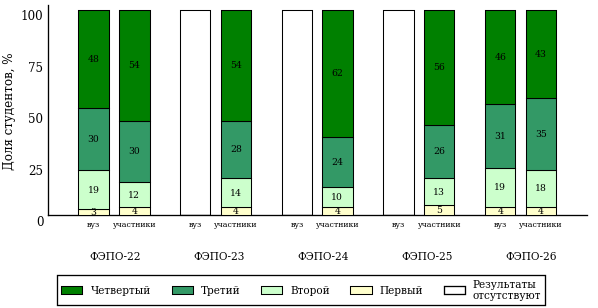 Доля студентов, %
100
75
50
25
0
48 54 54 62 56 46 43
30 30 28 24 26 31 35
19 12 14 10 13 19 18
3 4 4 4 5 4 4
вуз участники вуз участники вуз участники вуз участники вуз участники
ФЭПО-22 ФЭПО-23 ФЭПО-24 ФЭПО-25 ФЭПО-26
Четвертый Третий Второй Первый Результаты
отсутствуют